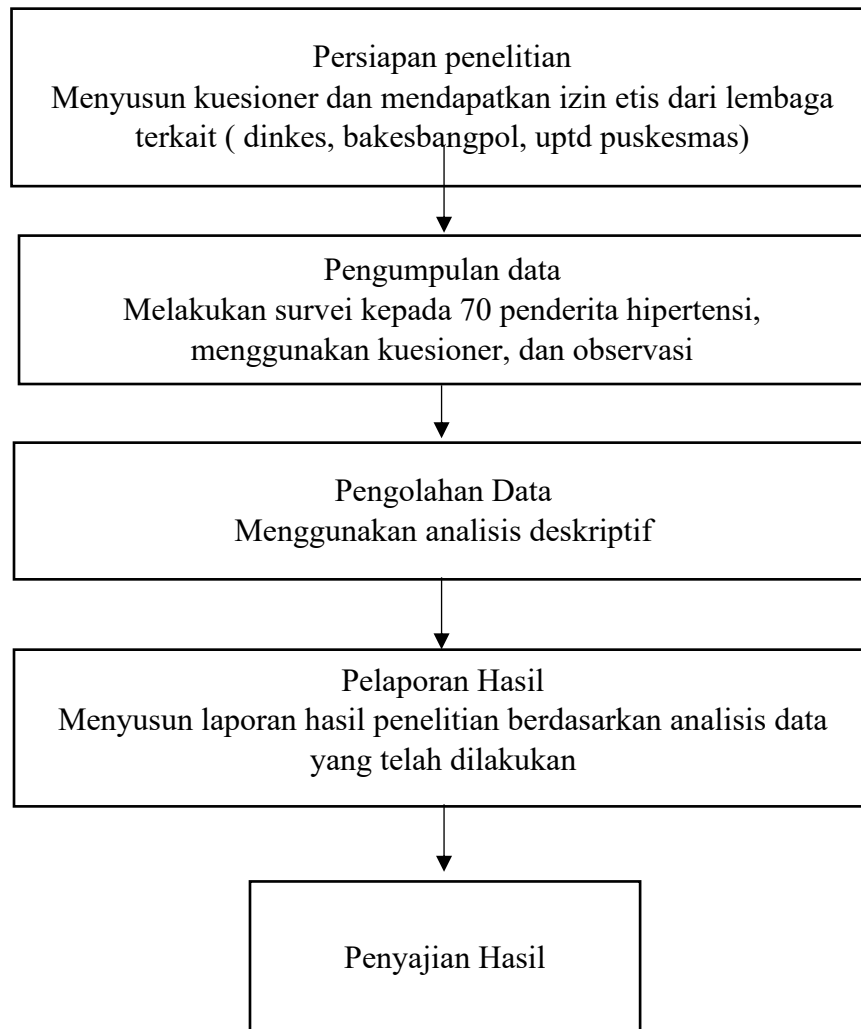 Persiapan penelitian
Menyusun kuesioner dan mendapatkan izin etis dari lembaga
terkait ( dinkes, bakesbangpol, uptd puskesmas)
Pengumpulan data
Melakukan survei kepada 70 penderita hipertensi,
menggunakan kuesioner, dan observasi
Pengolahan Data
Menggunakan analisis deskriptif
Pelaporan Hasil
Menyusun laporan hasil penelitian berdasarkan analisis data
yang telah dilakukan
Penyajian Hasil